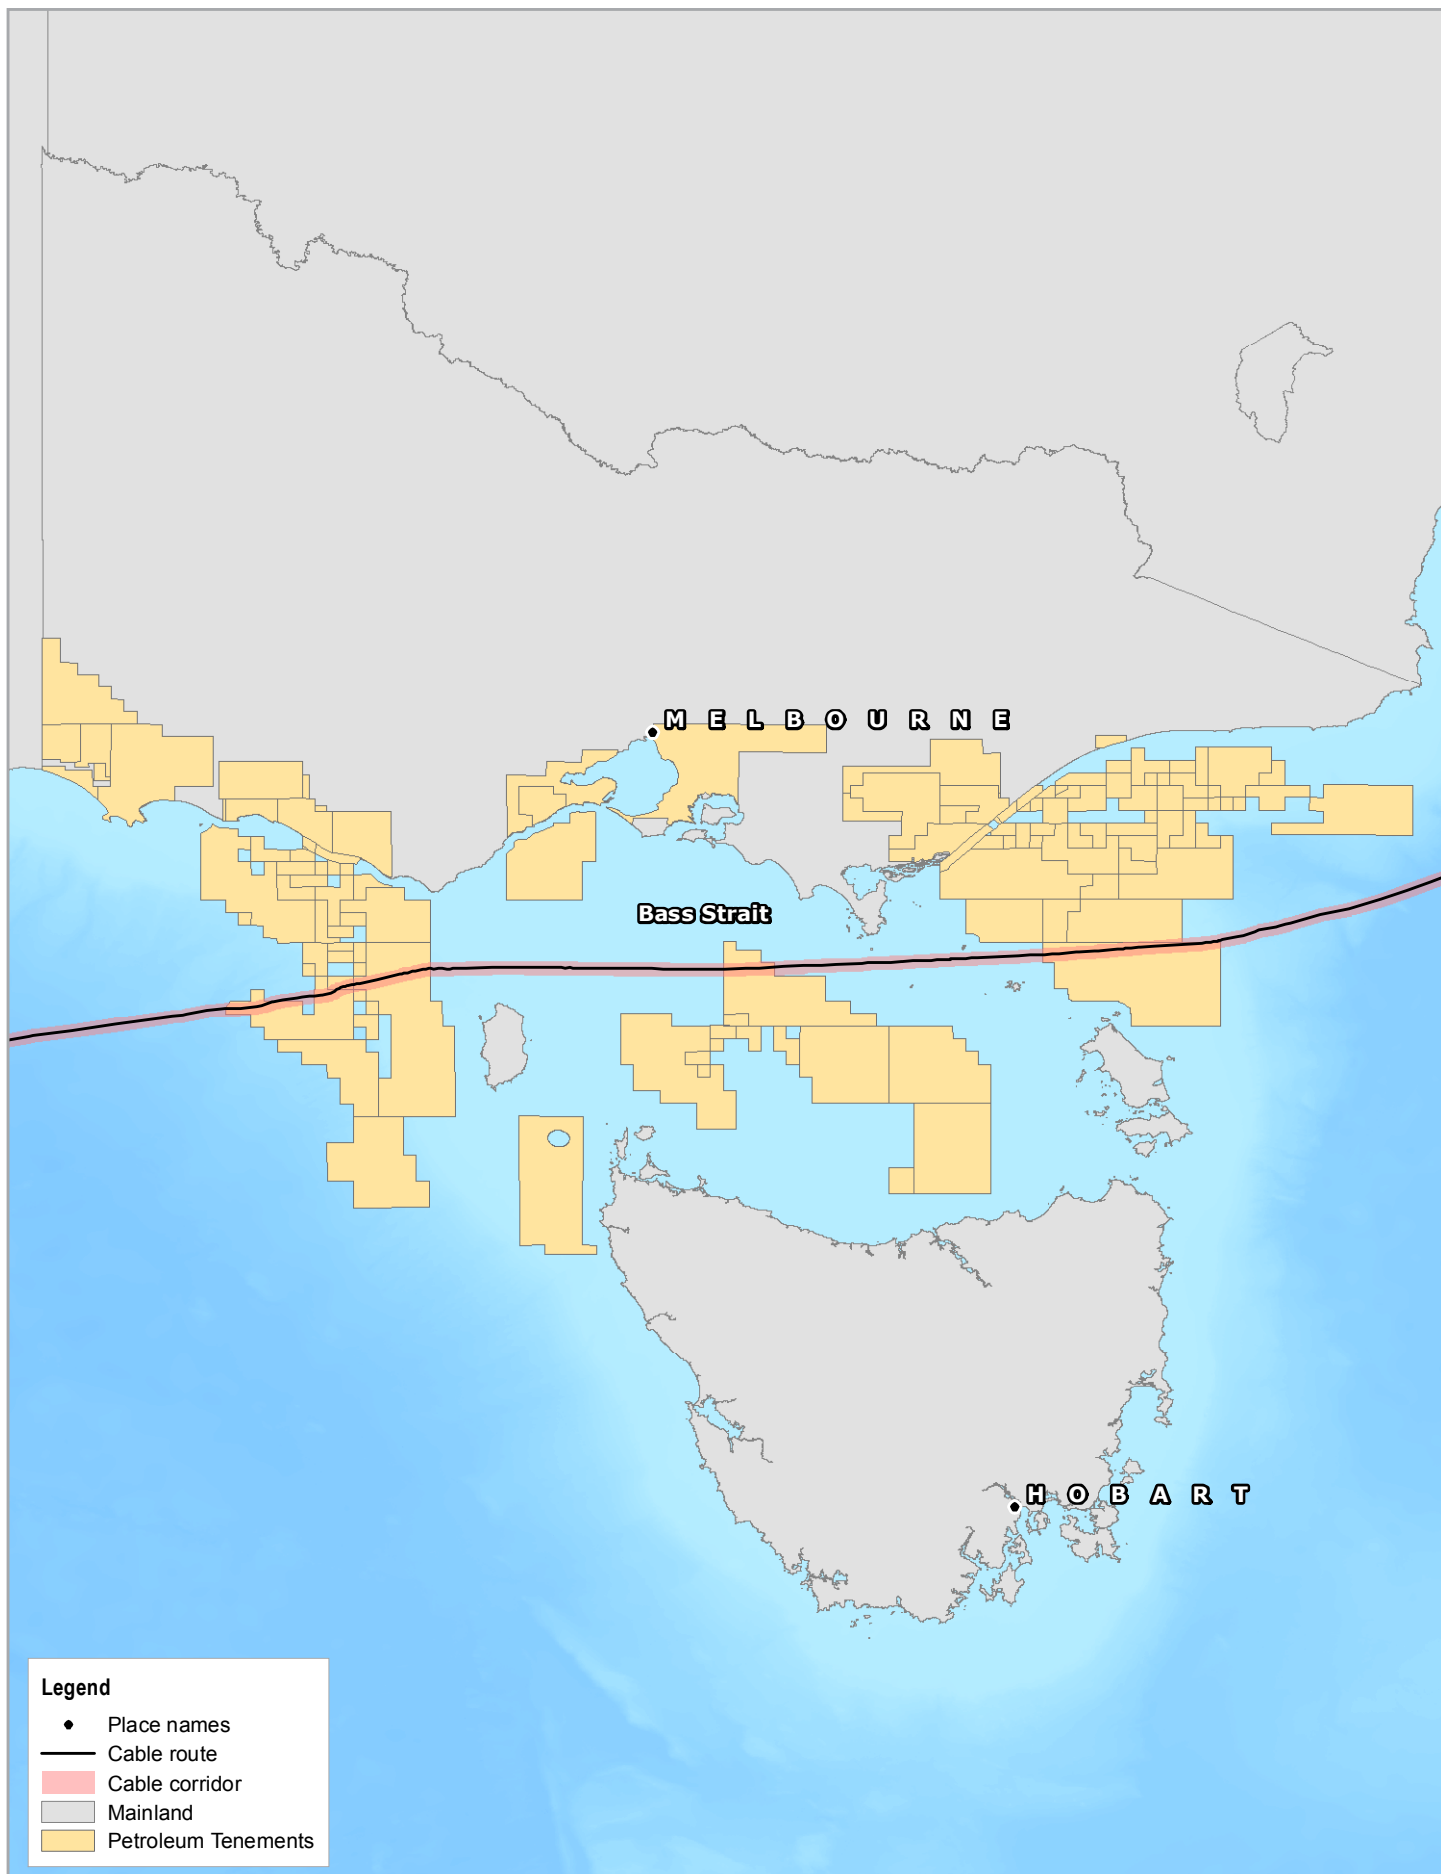 MELBOURNE
Bass Strait
HOBART
Legend
Place names
Cable route
Cable corridor
Mainland
Petroleum Tenements